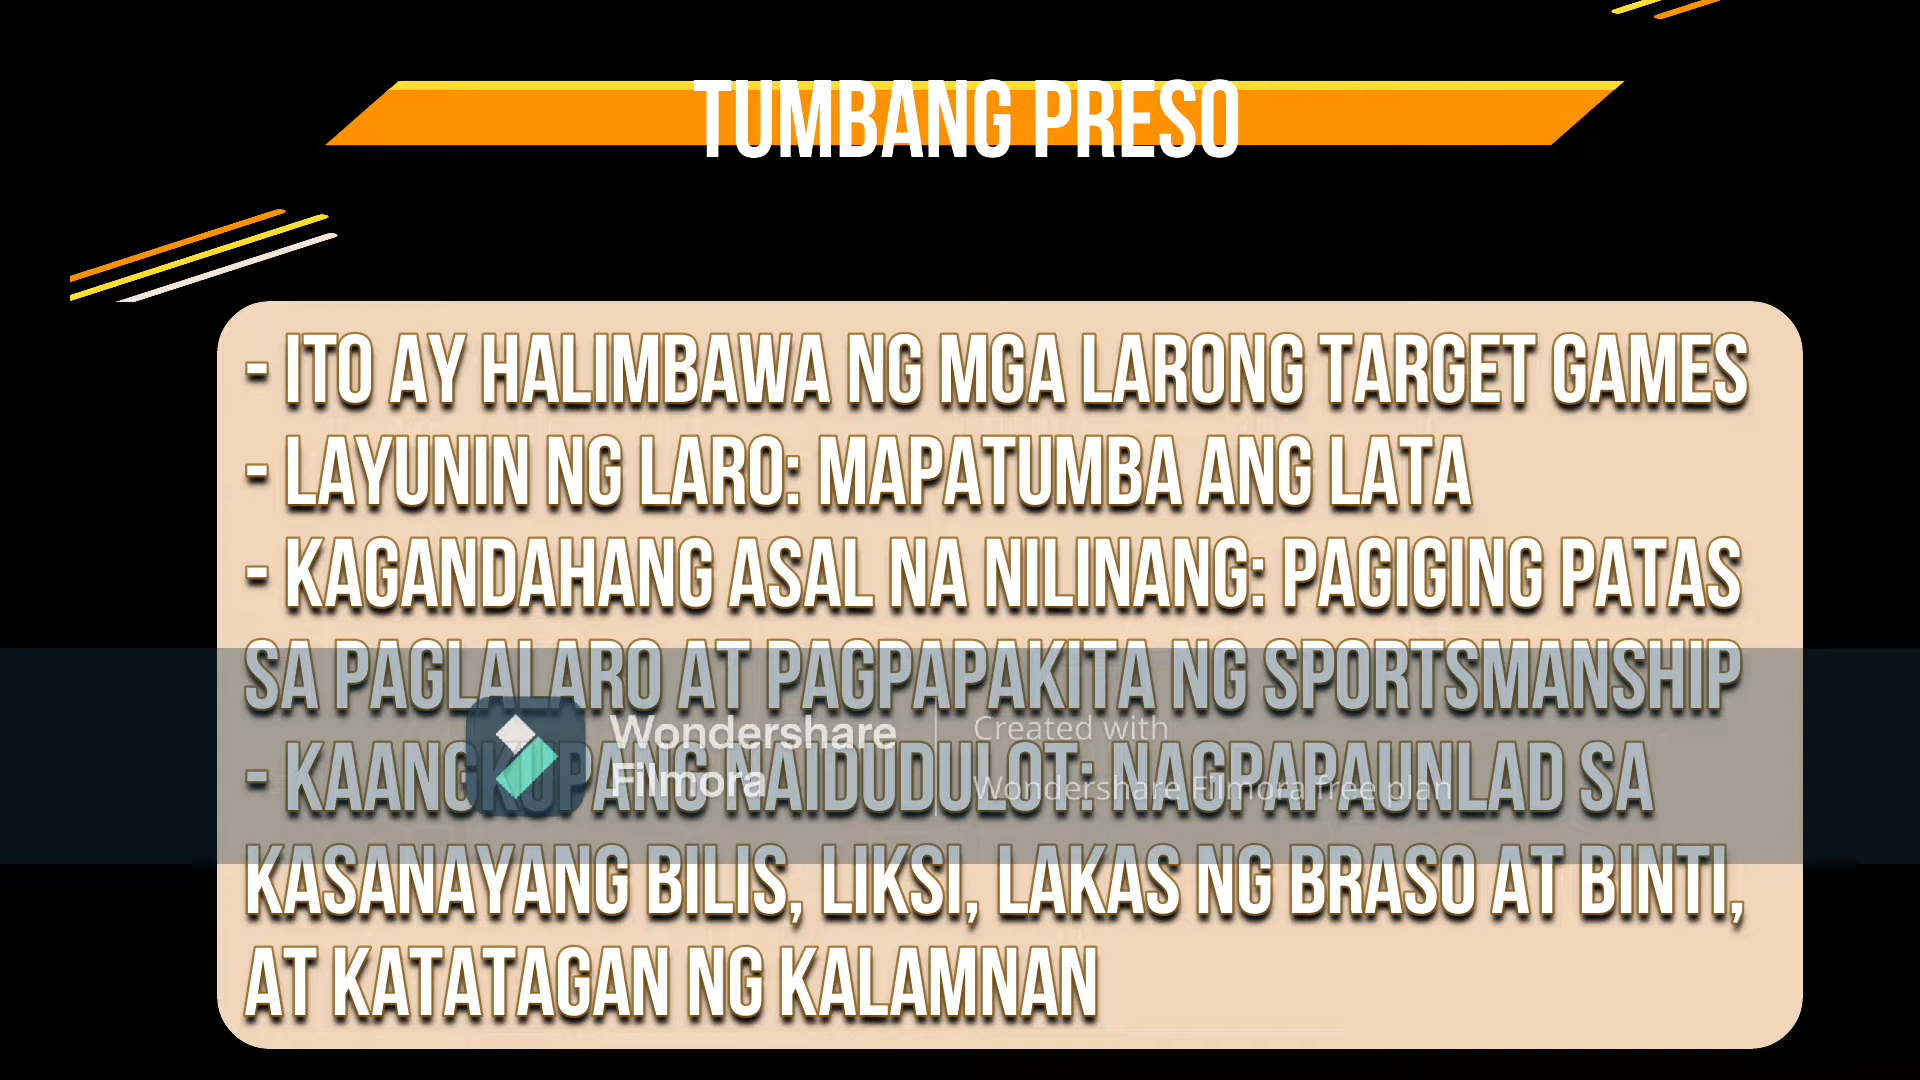 TUMBANG PRESO
- ITO AY HALIMBAWA NG MGA LARONG TARGET GAMES
- LAYUNIN NG LARO: MAPATUMBA ANG LATA
- KAGANDAHANG ASAL NA NILINANG: PAGIGING PATAS
SA PAGLALARO AT PAGPAPAKITA NG SPORTSMANSHIP
- KAANGKUPANG NAIDUDULOT: NAGPAPAUNLAD SA
KASANAYANG BILIS, LIKSI, LAKAS NG BRASO AT BINTI,
AT KATATAGAN NG KALAMNAN
Wondershare
Filmora
Created with
Wondershare Filmora free plan